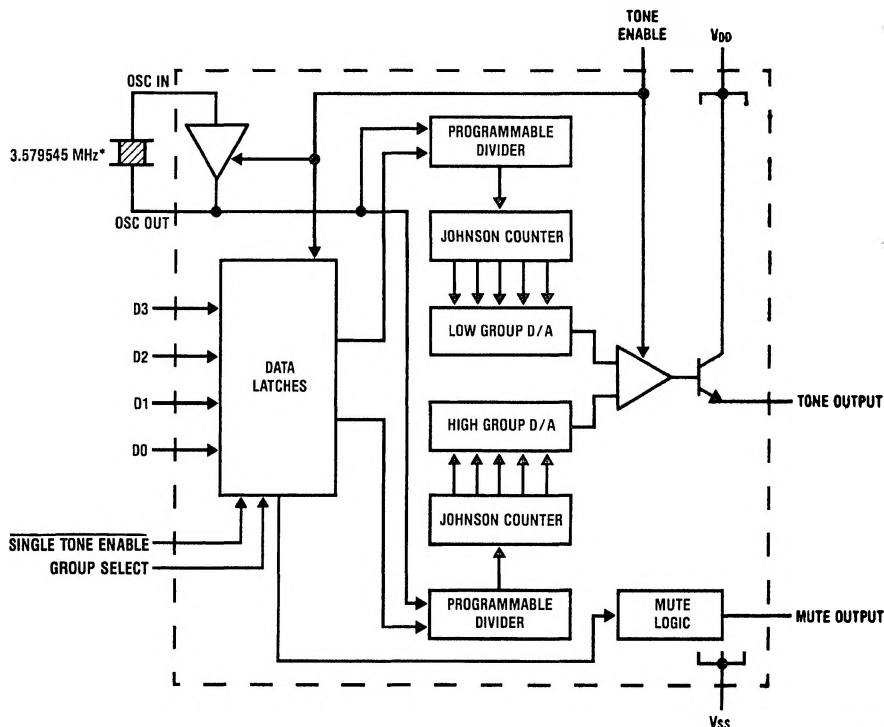 TONE
ENABLE
VDD
OSC IN
3.579545 MHz*
OSC OUT
PROGRAMMABLE
DIVIDER
JOHNSON COUNTER
LOW GROUP D/A
D3
D2
D1
D0
DATA
LATCHES
HIGH GROUP D/A
TONE OUTPUT
JOHNSON COUNTER
SINGLE TONE ENABLE
GROUP SELECT
PROGRAMMABLE
DIVIDER
MUTE
LOGIC
MUTE OUTPUT
VSS